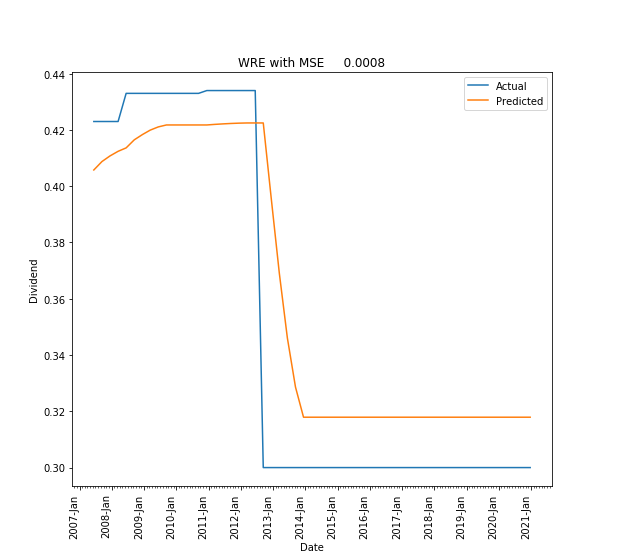 WRE with MSE     0.0008
Actual
Predicted
0.44
0.42
0.40
0.38
0.36
0.34
0.32
0.30
Dividend
2007-Jan
2008-Jan
2009-Jan
2010-Jan
2011-Jan
2012-Jan
2013-Jan
2014-Jan
2015-Jan
2016-Jan
2017-Jan
2018-Jan
2019-Jan
2020-Jan
2021-Jan
Date